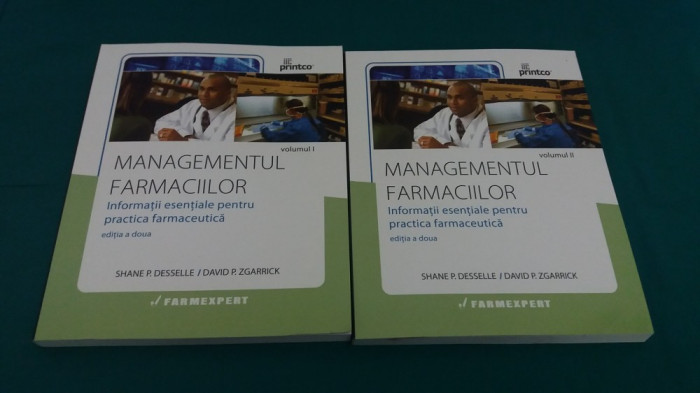 printco
volumul I
MANAGEMENTUL
FARMACIILOR
Informații esențiale pentru
practica farmaceutică
ediția a doua
SHANE P. DESSELLE / DAVID P. ZGARRICK
FARMEXPERT
printco
volumul II
MANAGEMENTUL
FARMACIILOR
Informații esențiale pentru
practica farmaceutică
ediția a doua
SHANE P. DESSELLE / DAVID P. ZGARRICK
FARMEXPERT